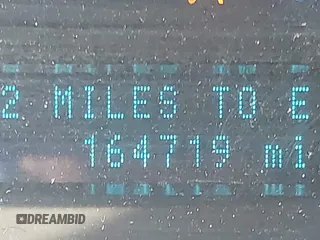 2 MILES TO E
164719 mi
DREAMBID